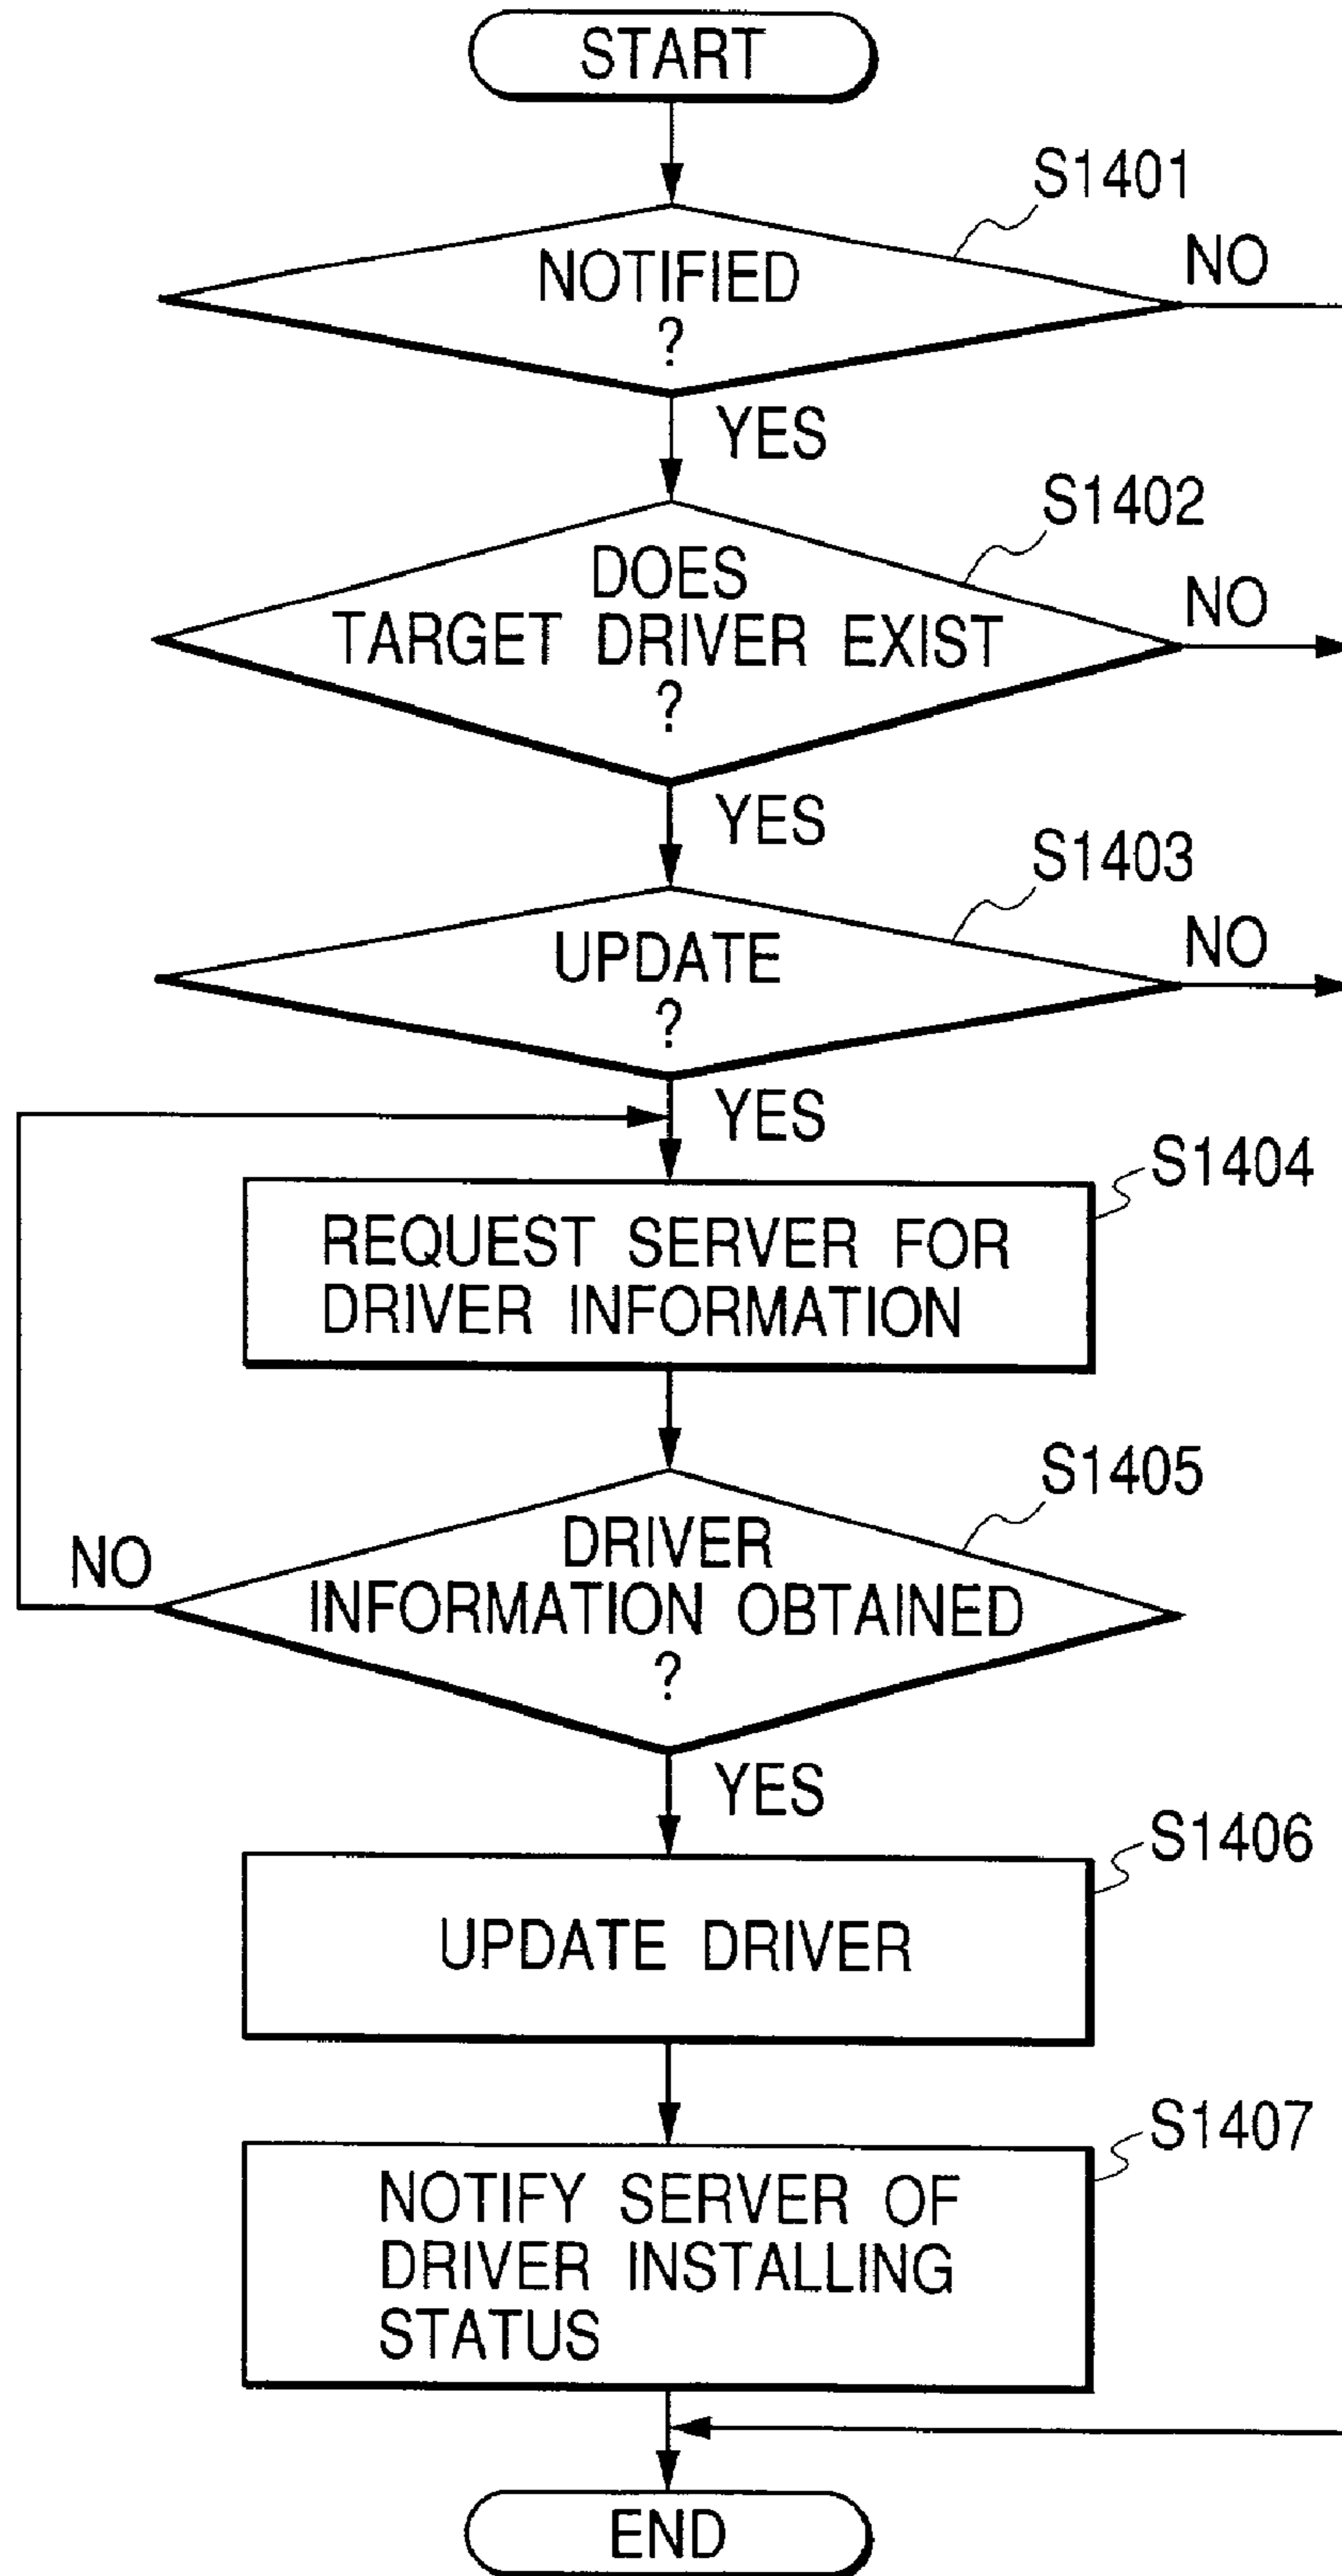 START
S1401
NOTIFIED
?
NO
YES
S1402
DOES
TARGET DRIVER EXIST
?
NO
YES
S1403
UPDATE
?
NO
YES
S1404
REQUEST SERVER FOR
DRIVER INFORMATION
S1405
DRIVER
INFORMATION OBTAINED
?
NO
YES
S1406
UPDATE DRIVER
S1407
NOTIFY SERVER OF
DRIVER INSTALLING
STATUS
END